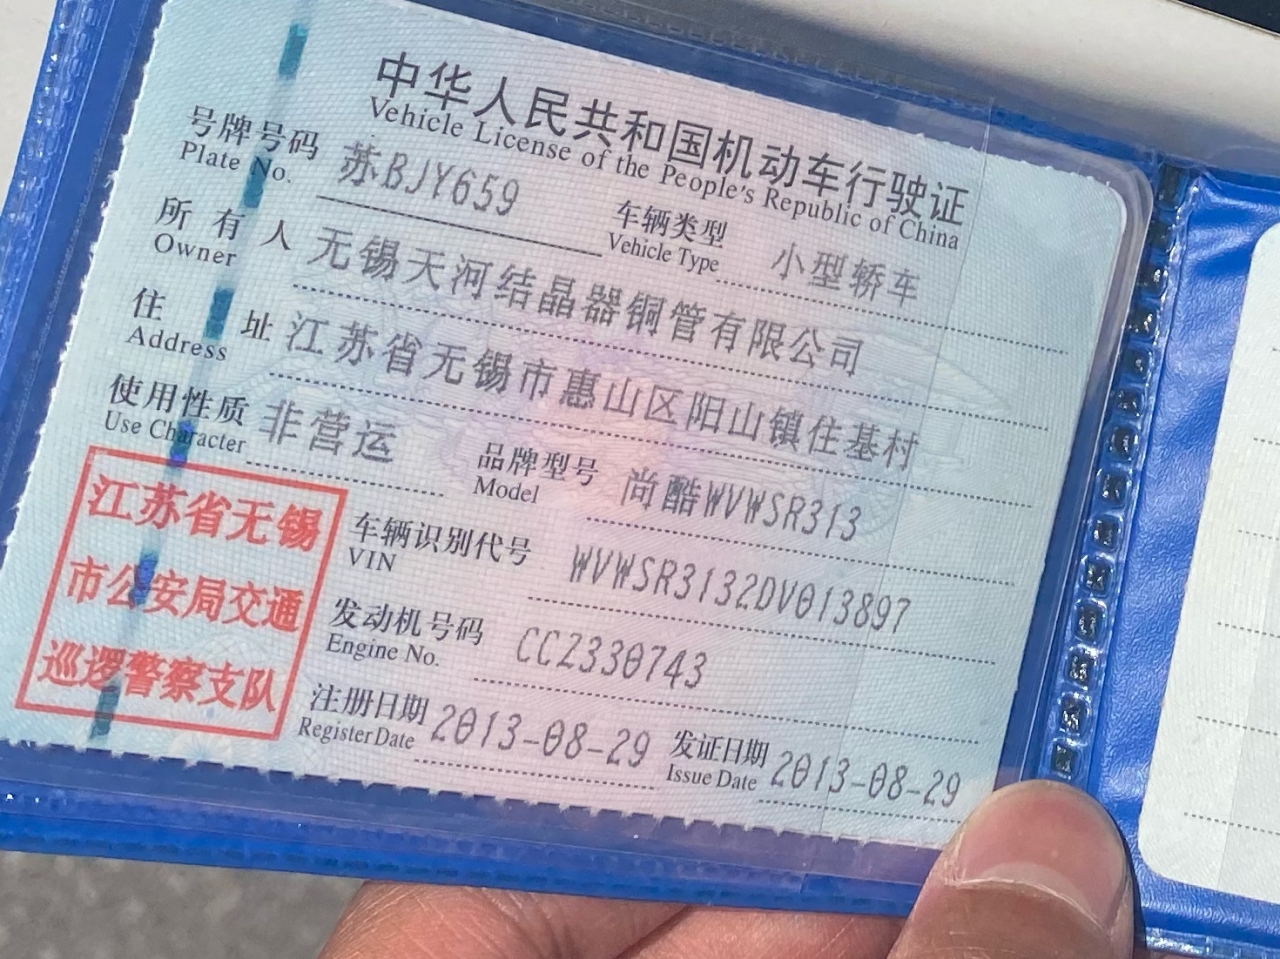 中华人民共和国机动车行驶证
Vehicle License of the People's Republic of China
号牌号码 苏BJY659 车辆类型 小型轿车
Plate No. Vehicle Type
所有人 无锡天河结晶器铜管有限公司
Owner
住址 江苏省无锡市惠山区阳山镇住基村
Address
使用性质 非营运 品牌型号 尚酷WVWSR313
Use Character Model
江苏省无锡
市公安局交通
巡逻警察支队
车辆识别代号 WVWSR3132DV013897
VIN
发动机号码 CCZ330743
Engine No.
注册日期 2013-08-29 发证日期 2013-08-29
Register Date Issue Date